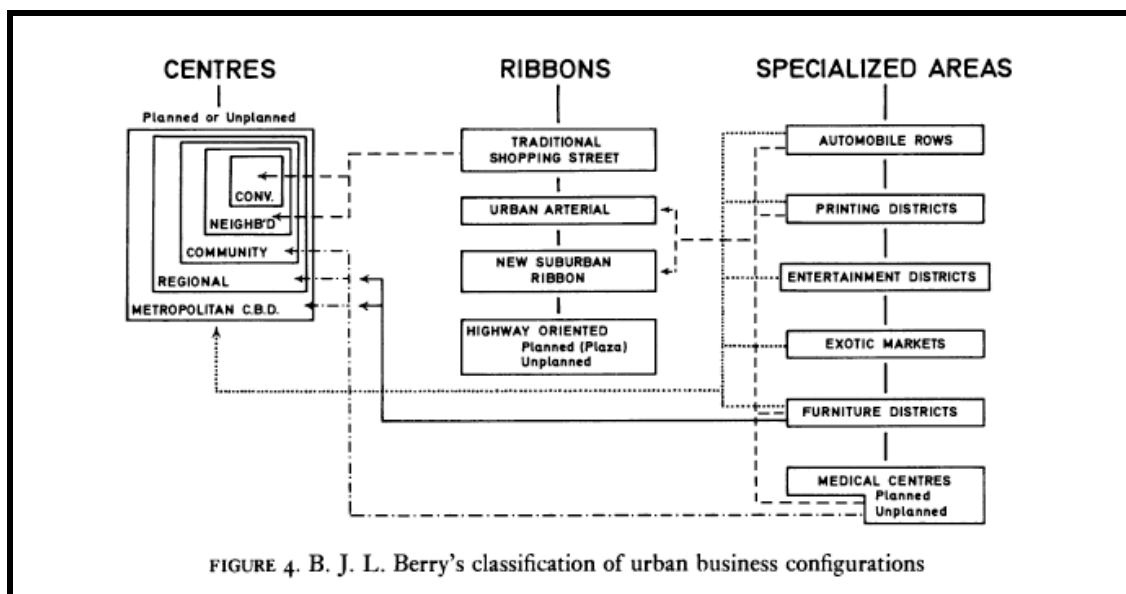 CENTRES
Planned or Unplanned
CONV.
NEIGHB'D
COMMUNITY
REGIONAL
METROPOLITAN C.B.D.
RIBBONS
TRADITIONAL
SHOPPING STREET
URBAN ARTERIAL
NEW SUBURBAN
RIBBON
HIGHWAY ORIENTED
Planned (Plaza)
Unplanned
SPECIALIZED AREAS
AUTOMOBILE ROWS
PRINTING DISTRICTS
ENTERTAINMENT DISTRICTS
EXOTIC MARKETS
FURNITURE DISTRICTS
MEDICAL CENTRES
Planned
Unplanned
FIGURE 4. B. J. L. Berry's classification of urban business configurations